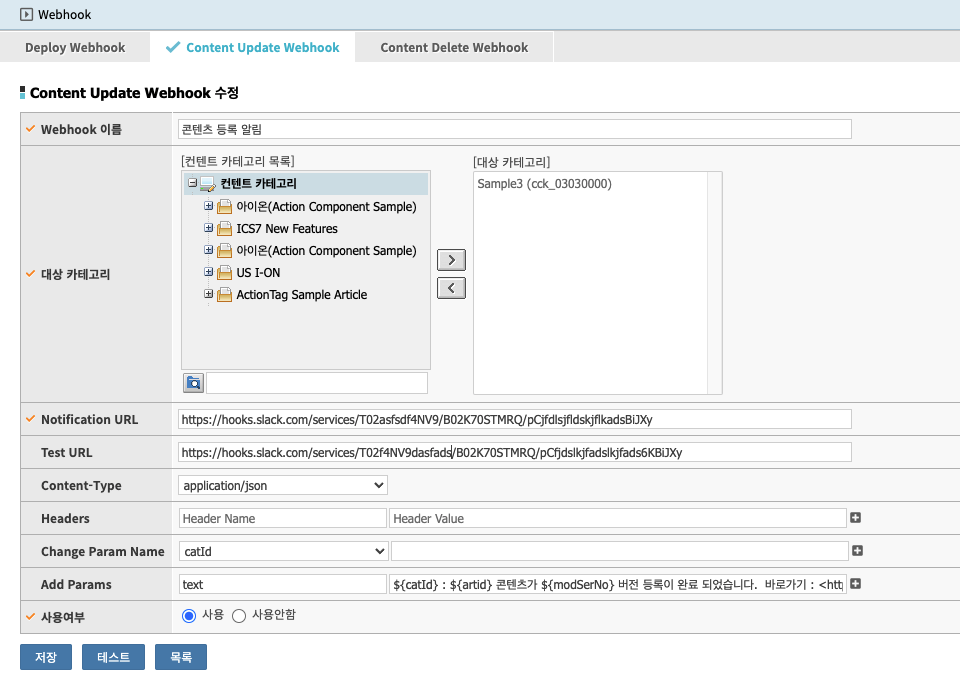 Webhook
Deploy Webhook Content Update Webhook Content Delete Webhook
Content Update Webhook 수정
Webhook 이름 콘텐츠 등록 알림
[컨텐트 카테고리 목록] [대상 카테고리]
컨텐트 카테고리 Sample3 (cck_03030000)
아이온(Action Component Sample)
ICS7 New Features
아이온(Action Component Sample)
US I-ON
ActionTag Sample Article
대상 카테고리
Notification URL https://hooks.slack.com/services/T02asfsdf4NV9/B02K70STMRQ/pCjfdlsjfldskjflkadsBiJXy
Test URL https://hooks.slack.com/services/T02f4NV9dasfads/B02K70STMRQ/pCfjdslkjfadslkjfads6KBiJXy
Content-Type application/json
Headers Header Name Header Value
Change Param Name catId
Add Params text ${catId} : ${artid} 콘텐츠가 ${modSerNo} 버전 등록이 완료 되었습니다. 바로가기 : <http
사용여부 사용 사용안함
저장 테스트 목록